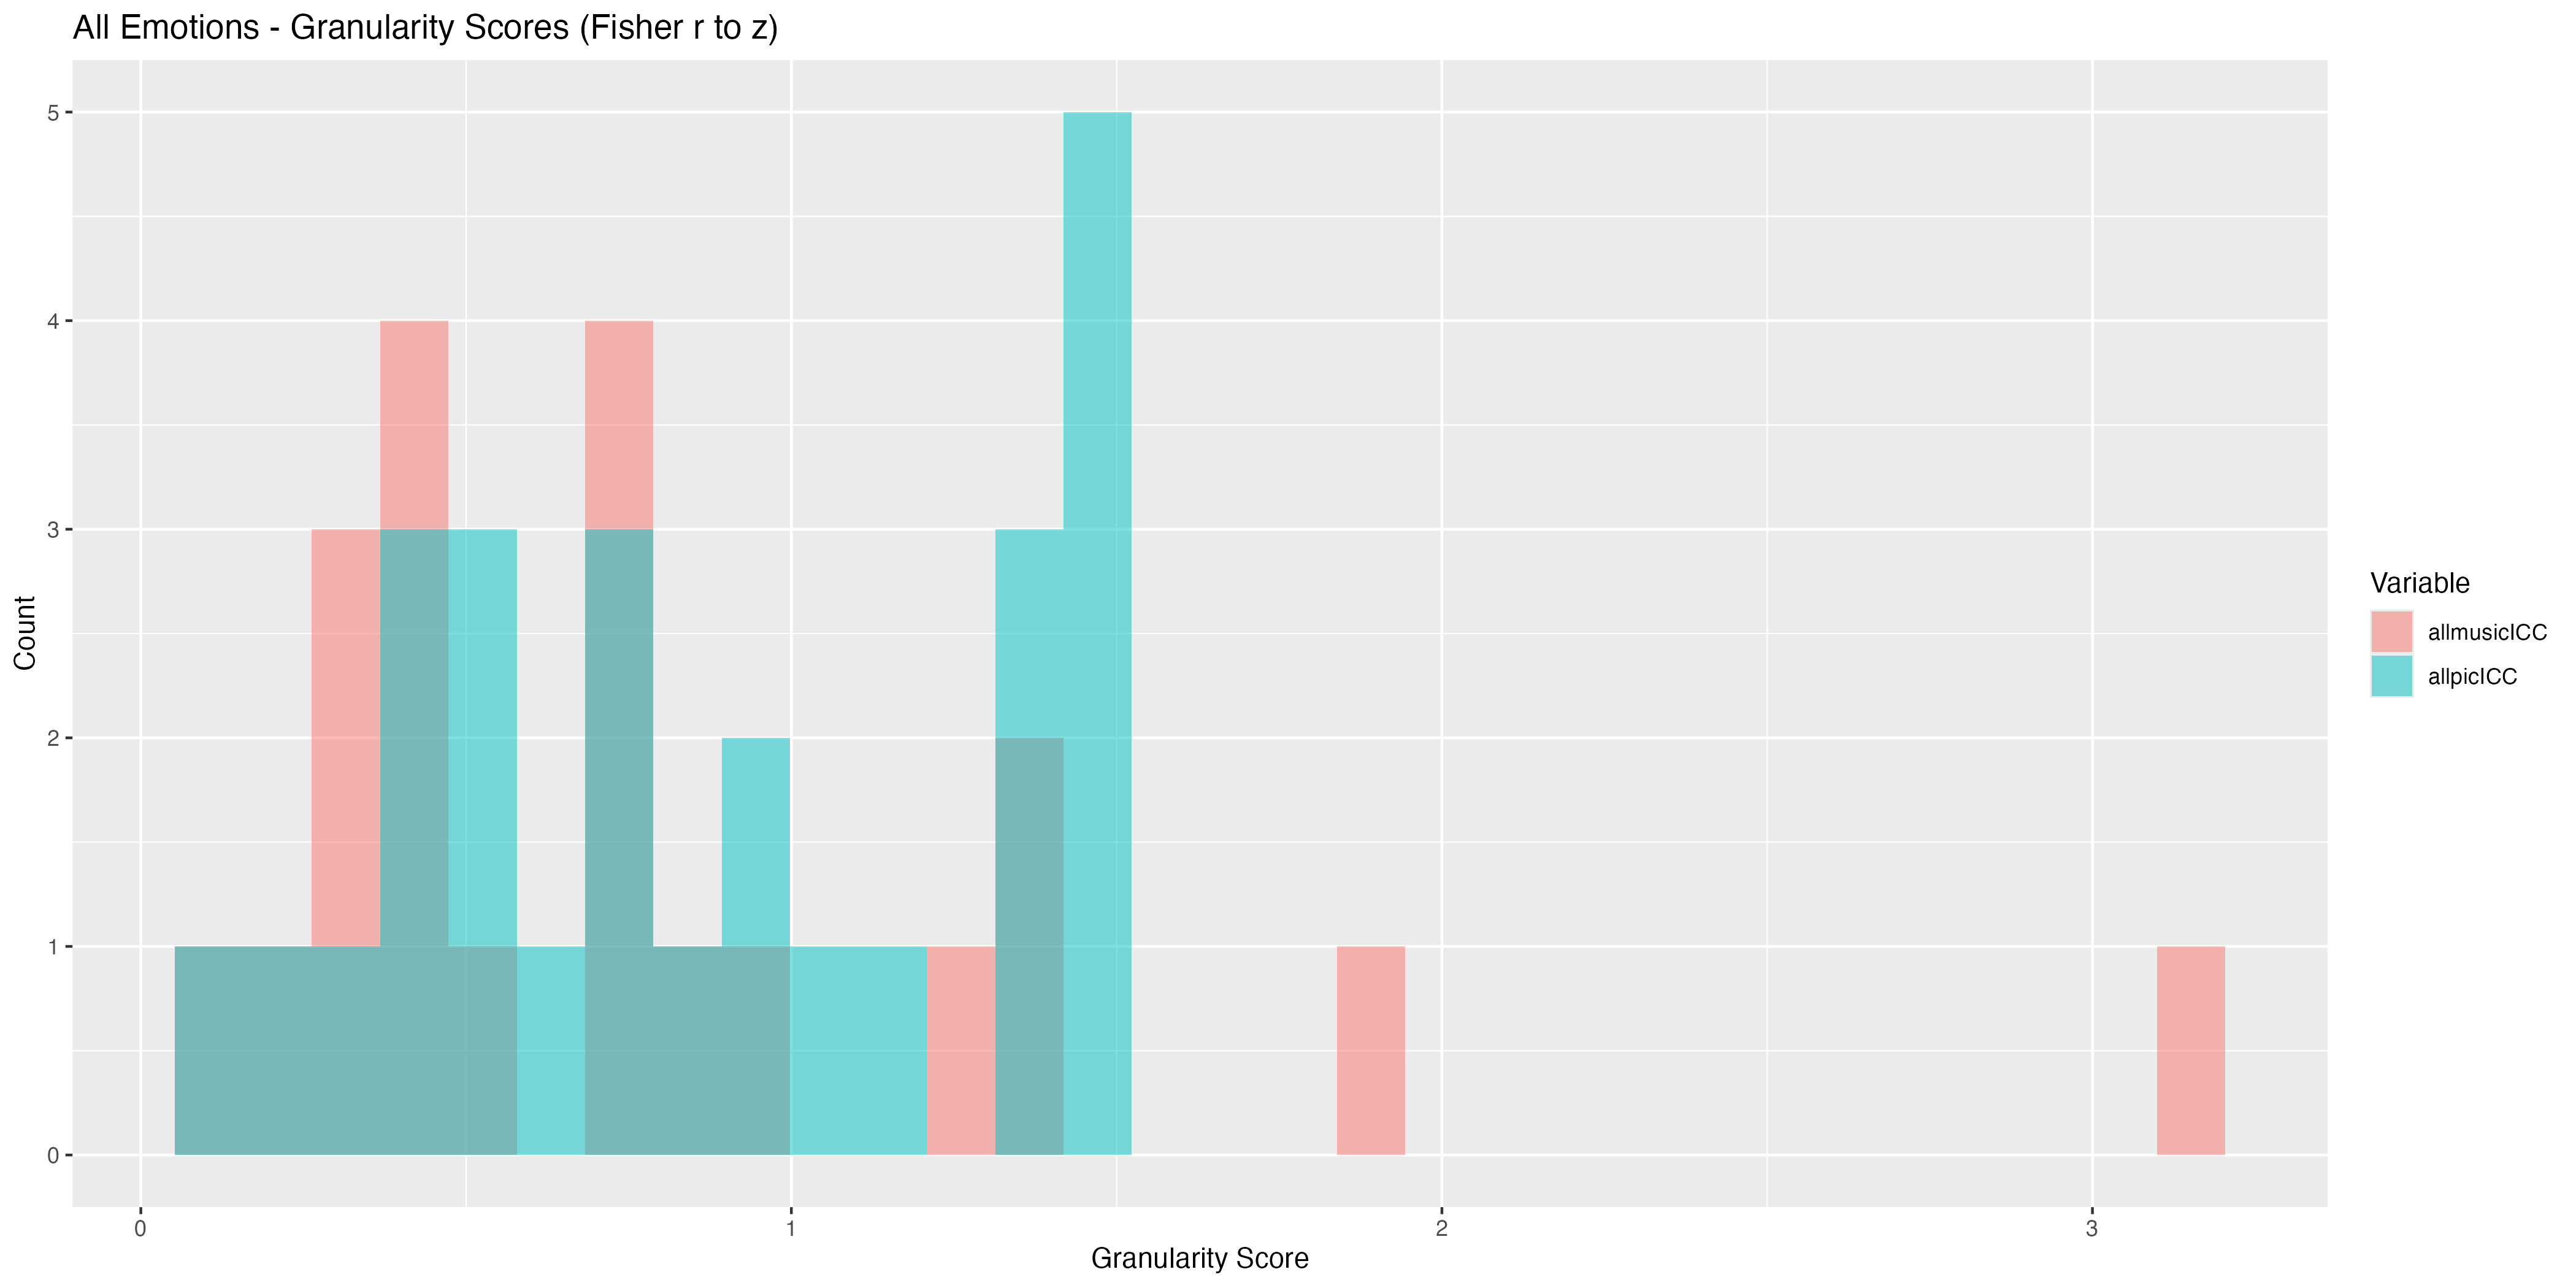 All Emotions - Granularity Scores (Fisher r to z)
Count
5
4
3
2
1
0
0 1 2 3
Granularity Score
Variable
allmusicICC
allpicICC